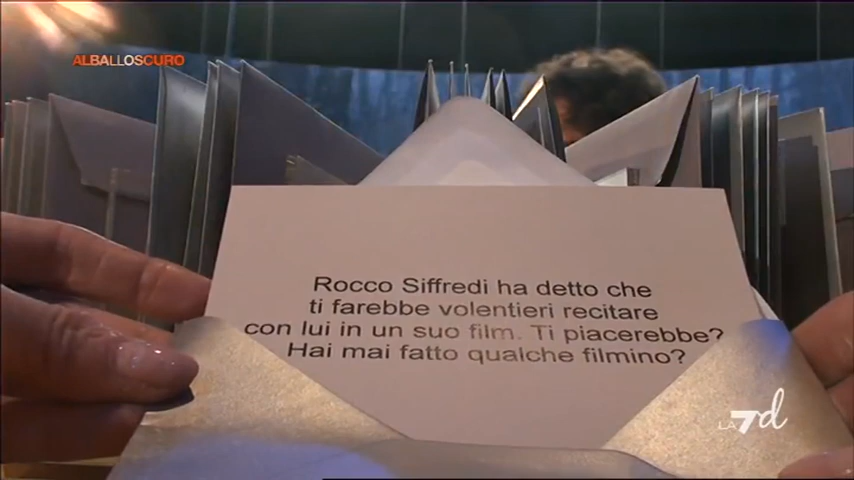 ALBALLOSCURO
Rocco Siffredi ha detto che
ti farebbe volentieri recitare
con lui in un suo film. Ti piacerebbe?
Hai mai fatto qualche filmino?
LA7d